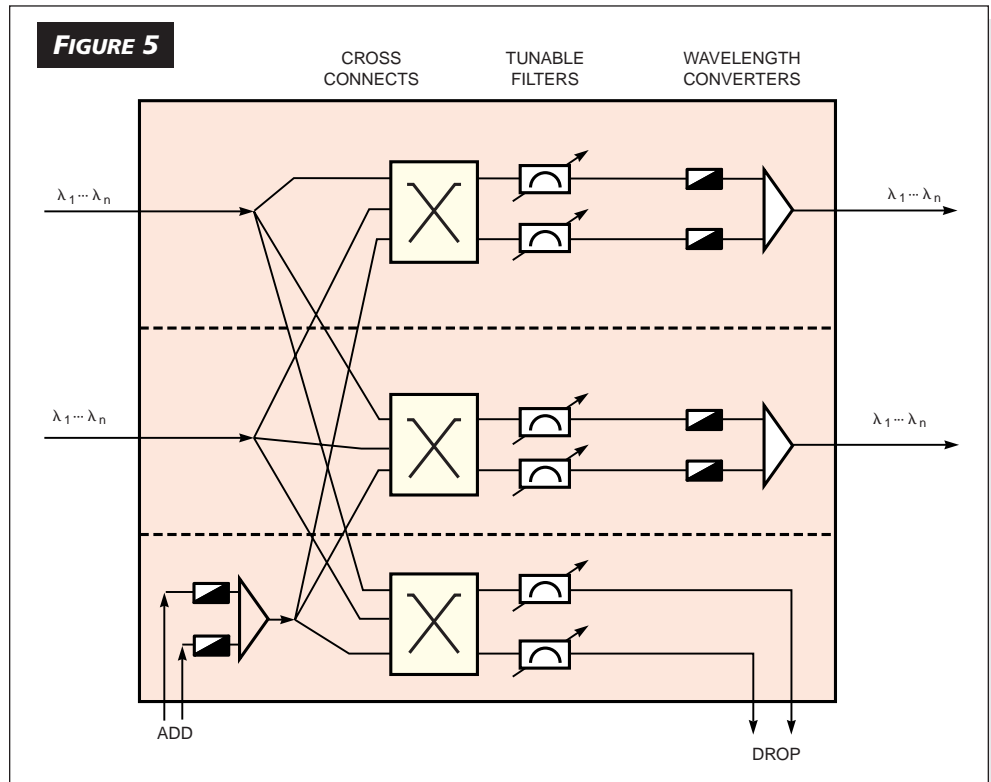 FIGURE 5
CROSS CONNECTS
TUNABLE FILTERS
WAVELENGTH CONVERTERS
λ1...λn
λ1...λn
λ1...λn
λ1...λn
ADD
DROP